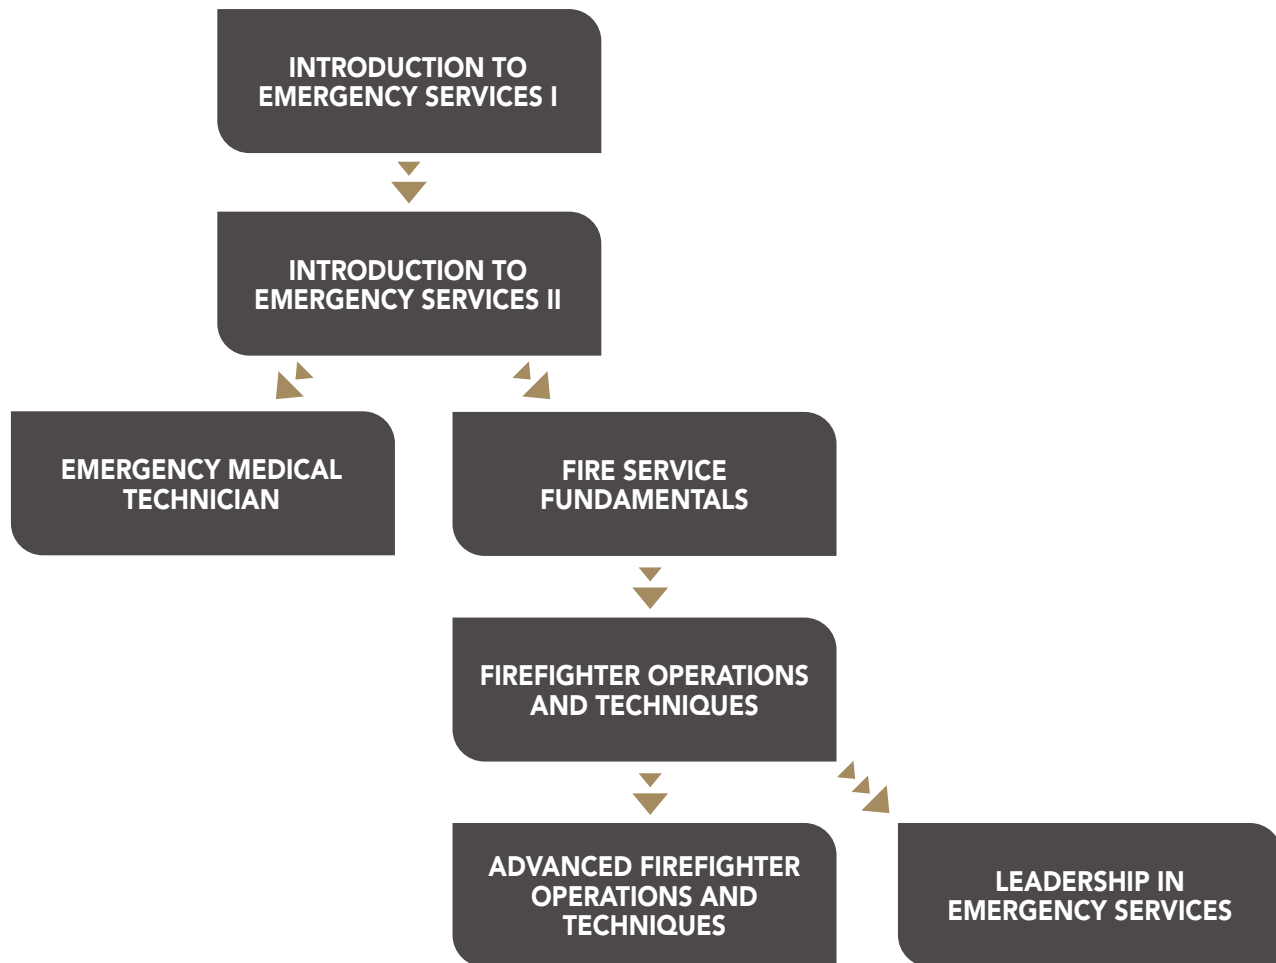 INTRODUCTION TO
EMERGENCY SERVICES I
INTRODUCTION TO
EMERGENCY SERVICES II
EMERGENCY MEDICAL
TECHNICIAN
FIRE SERVICE
FUNDAMENTALS
FIREFIGHTER OPERATIONS
AND TECHNIQUES
ADVANCED FIREFIGHTER
OPERATIONS AND
TECHNIQUES
LEADERSHIP IN
EMERGENCY SERVICES